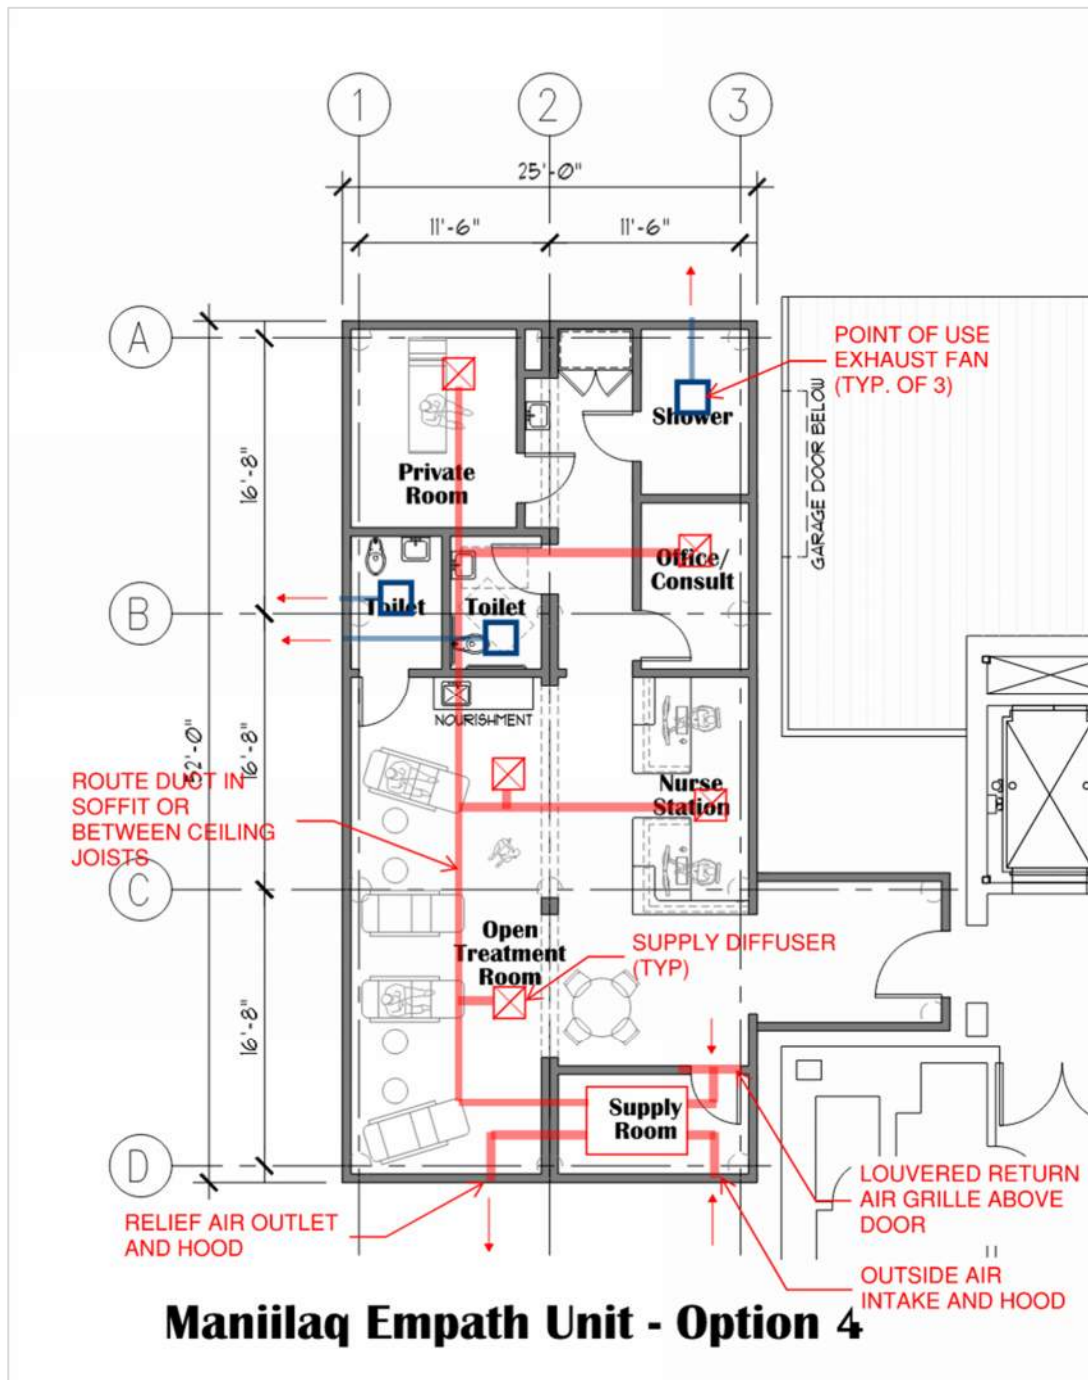 1
2
3
25'-0"
11'-6"
11'-6"
A
POINT OF USE
EXHAUST FAN
(TYP. OF 3)
Shower
GARAGE DOOR BELOW
16'-8"
Private
Room
Office/
Consult
B
Toilet
Toilet
NOURISHMENT
52'-0"
16'-8"
ROUTE DUCT IN
SOFFIT OR
BETWEEN CEILING
JOISTS
Nurse
Station
C
Open
Treatment
Room
SUPPLY DIFFUSER
(TYP)
16'-8"
Supply
Room
D
LOUVERED RETURN
AIR GRILLE ABOVE
DOOR
RELIEF AIR OUTLET
AND HOOD
OUTSIDE AIR
INTAKE AND HOOD
Maniilaq Empath Unit - Option 4